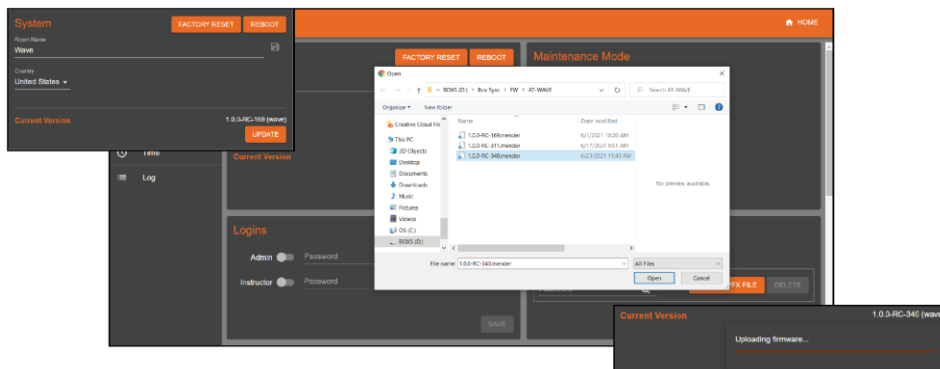 System
FACTORY RESET
REBOOT
Room Name
Wave
Country
United States
Current Version
1.0.0-RC-169 (wave)
UPDATE
HOME
FACTORY RESET
REBOOT
Maintenance Mode
Time
Log
Current Version
Open
BOXS (D:) › Box Sync › FW › AT-WAVE
Search AT-WAVE
Organize
New folder
Creative Cloud File
This PC
3D Objects
Desktop
Documents
Downloads
Music
Pictures
Videos
OS (C:)
BOXS (D:)
Name
Date modified
1.0.0-RC-169.mender
6/1/2021 10:20 AM
1.0.0-RC-311.mender
6/17/2021 9:51 AM
1.0.0-RC-340.mender
6/23/2021 11:43 AM
No preview available.
File name:
1.0.0-RC-340.mender
All Files
Open
Cancel
Logins
Admin
Password
Instructor
Password
SAVE
PFX FILE
DELETE
Current Version
1.0.0-RC-340 (wave
Uploading firmware...